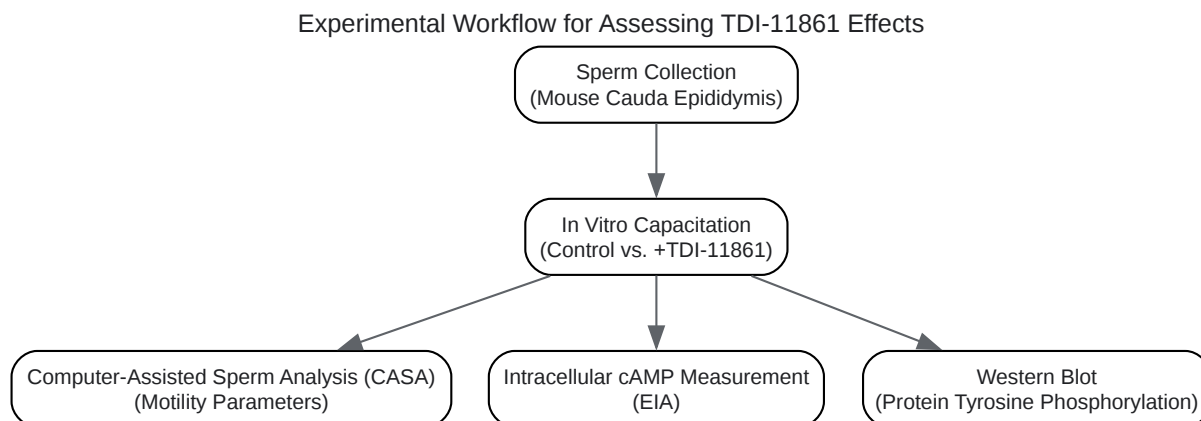 Experimental Workflow for Assessing TDI-11861 Effects
Sperm Collection
(Mouse Cauda Epididymis)
In Vitro Capacitation
(Control vs. +TDI-11861)
Computer-Assisted Sperm Analysis (CASA)
(Motility Parameters)
Intracellular cAMP Measurement
(EIA)
Western Blot
(Protein Tyrosine Phosphorylation)